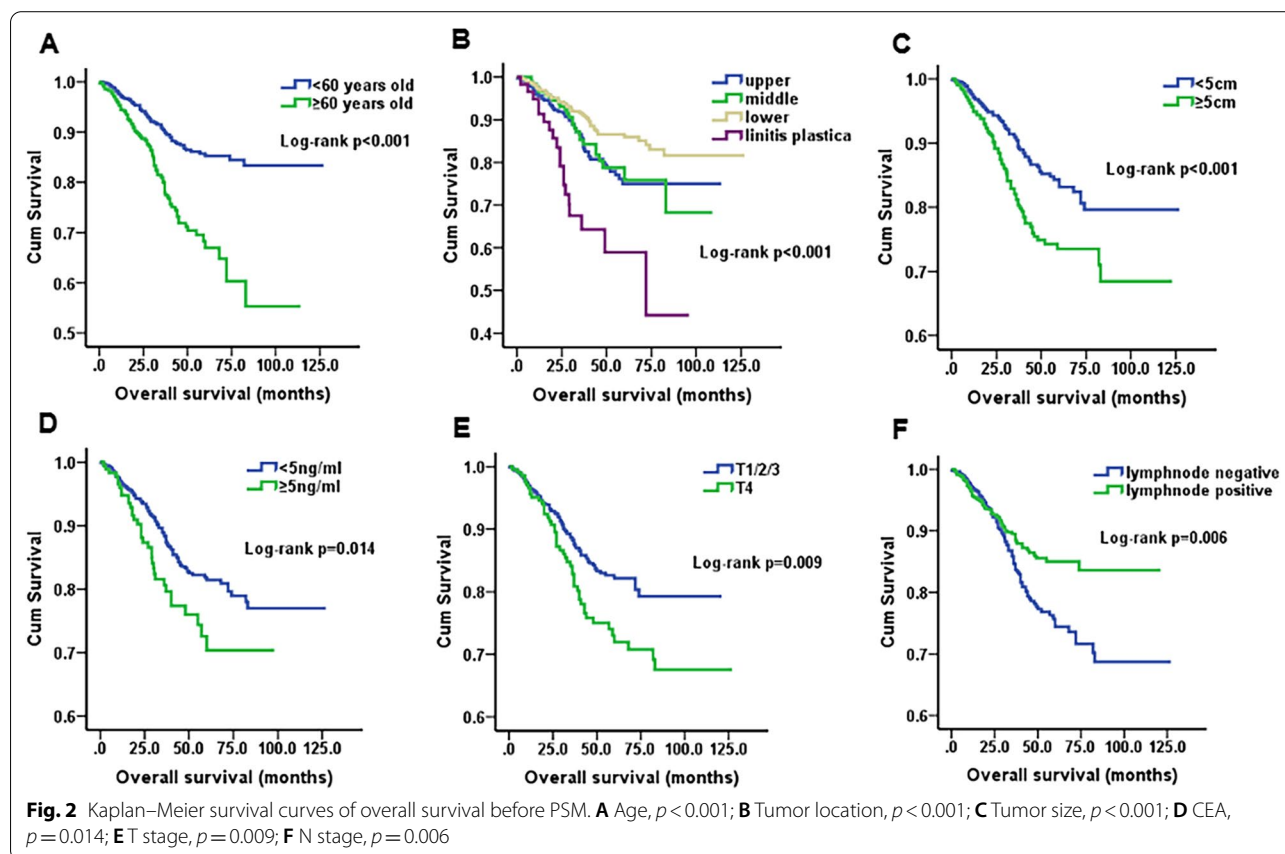 A
<60 years old
≥60 years old
Log-rank p<0.001
Cum Survival
1.0
0.9
0.8
0.7
0.6
0.5
.0 25.0 50.0 75.0 100.0 125.0
Overall survival (months)
B
upper
middle
lower
linitis plastica
Log-rank p<0.001
Cum Survival
1.0
0.9
0.8
0.7
0.6
0.5
0.4
.0 25.0 50.0 75.0 100.0 125.0
Overall survival (months)
C
<5cm
≥5cm
Log-rank p<0.001
Cum Survival
1.0
0.9
0.8
0.7
0.6
.0 25.0 50.0 75.0 100.0 125.0
Overall survival (months)
D
<5ng/ml
≥5ng/ml
Log-rank p=0.014
Cum Survival
1.0
0.9
0.8
0.7
0.6
.0 25.0 50.0 75.0 100.0 125.0
Overall survival (months)
E
T1/2/3
T4
Log-rank p=0.009
Cum Survival
1.0
0.9
0.8
0.7
0.6
.0 25.0 50.0 75.0 100.0 125.0
Overall survival (months)
F
lymphnode negative
lymphnode positive
Log-rank p=0.006
Cum Survival
1.0
0.9
0.8
0.7
0.6
.0 25.0 50.0 75.0 100.0 125.0
Overall survival (months)
Fig. 2 Kaplan–Meier survival curves of overall survival before PSM. A Age, p < 0.001; B Tumor location, p < 0.001; C Tumor size, p < 0.001; D CEA,
p = 0.014; E T stage, p = 0.009; F N stage, p = 0.006